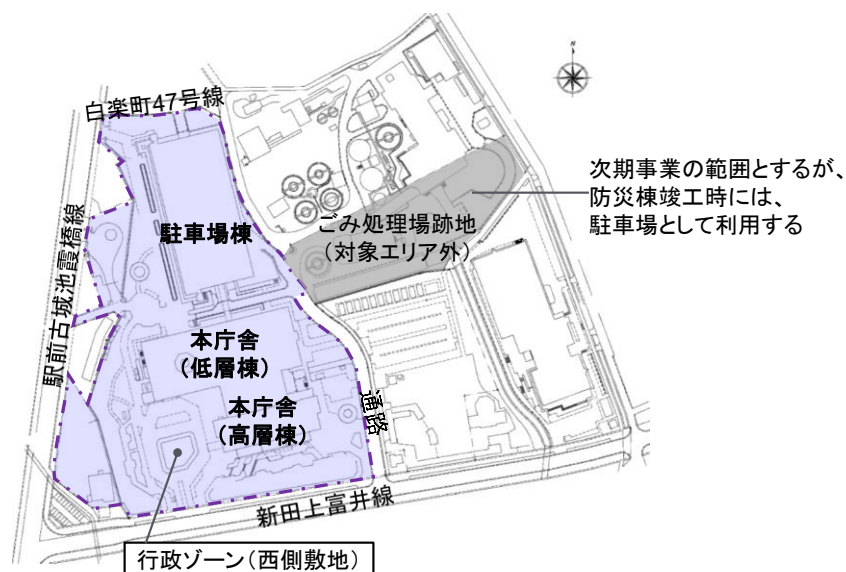 N
白楽町47号線
次期事業の範囲とするが、
防災棟竣工時には、
駐車場として利用する
ごみ処理場跡地
（対象エリア外）
駐車場棟
駅前古城池霞橋線
本庁舎
（低層棟）
本庁舎
（高層棟）
通路
新田上富井線
行政ゾーン（西側敷地）